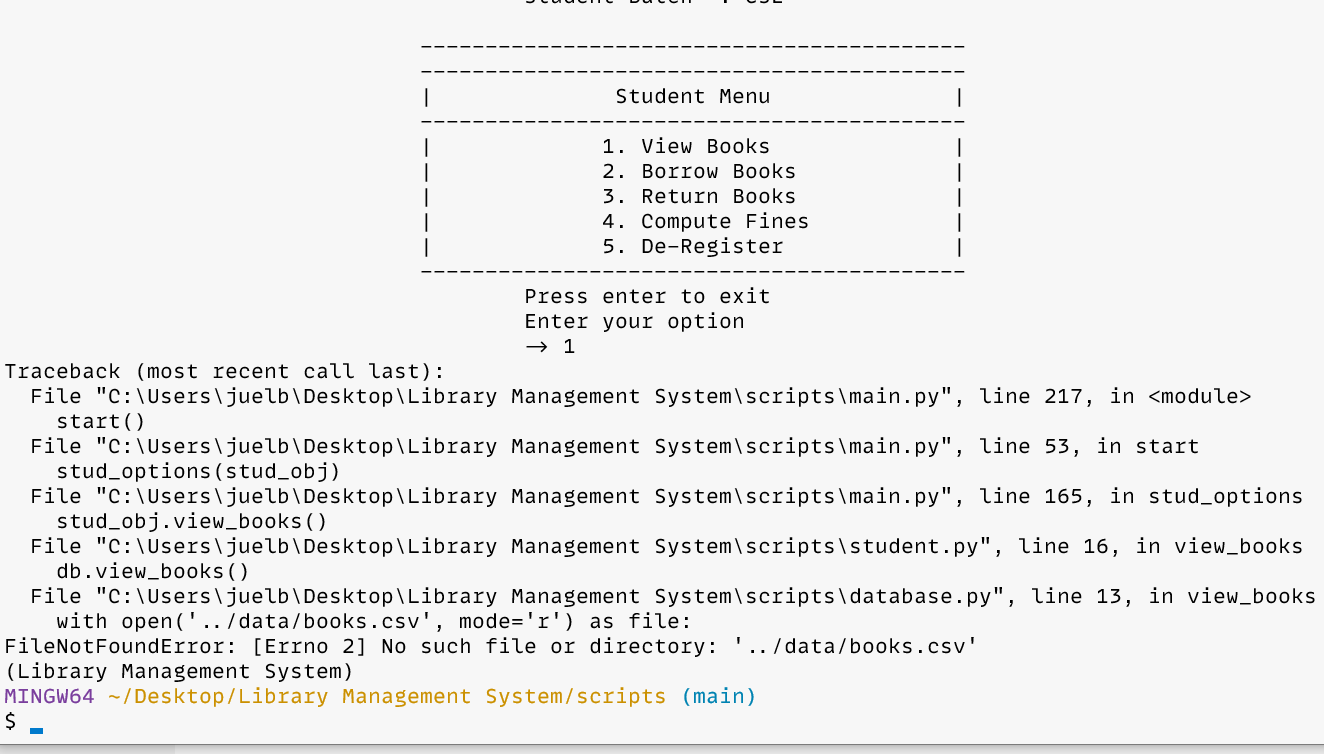 -----------------------------------------
-----------------------------------------
| Student Menu |
-----------------------------------------
| 1. View Books |
| 2. Borrow Books |
| 3. Return Books |
| 4. Compute Fines |
| 5. De-Register |
-----------------------------------------
Press enter to exit
Enter your option
-> 1
Traceback (most recent call last):
File "C:\Users\juelb\Desktop\Library Management System\scripts\main.py", line 217, in <module>
start()
File "C:\Users\juelb\Desktop\Library Management System\scripts\main.py", line 53, in start
stud_options(stud_obj)
File "C:\Users\juelb\Desktop\Library Management System\scripts\main.py", line 165, in stud_options
stud_obj.view_books()
File "C:\Users\juelb\Desktop\Library Management System\scripts\student.py", line 16, in view_books
db.view_books()
File "C:\Users\juelb\Desktop\Library Management System\scripts\database.py", line 13, in view_books
with open('../data/books.csv', mode='r') as file:
FileNotFoundError: [Errno 2] No such file or directory: '../data/books.csv'
(Library Management System)
MINGW64 ~/Desktop/Library Management System/scripts (main)
$